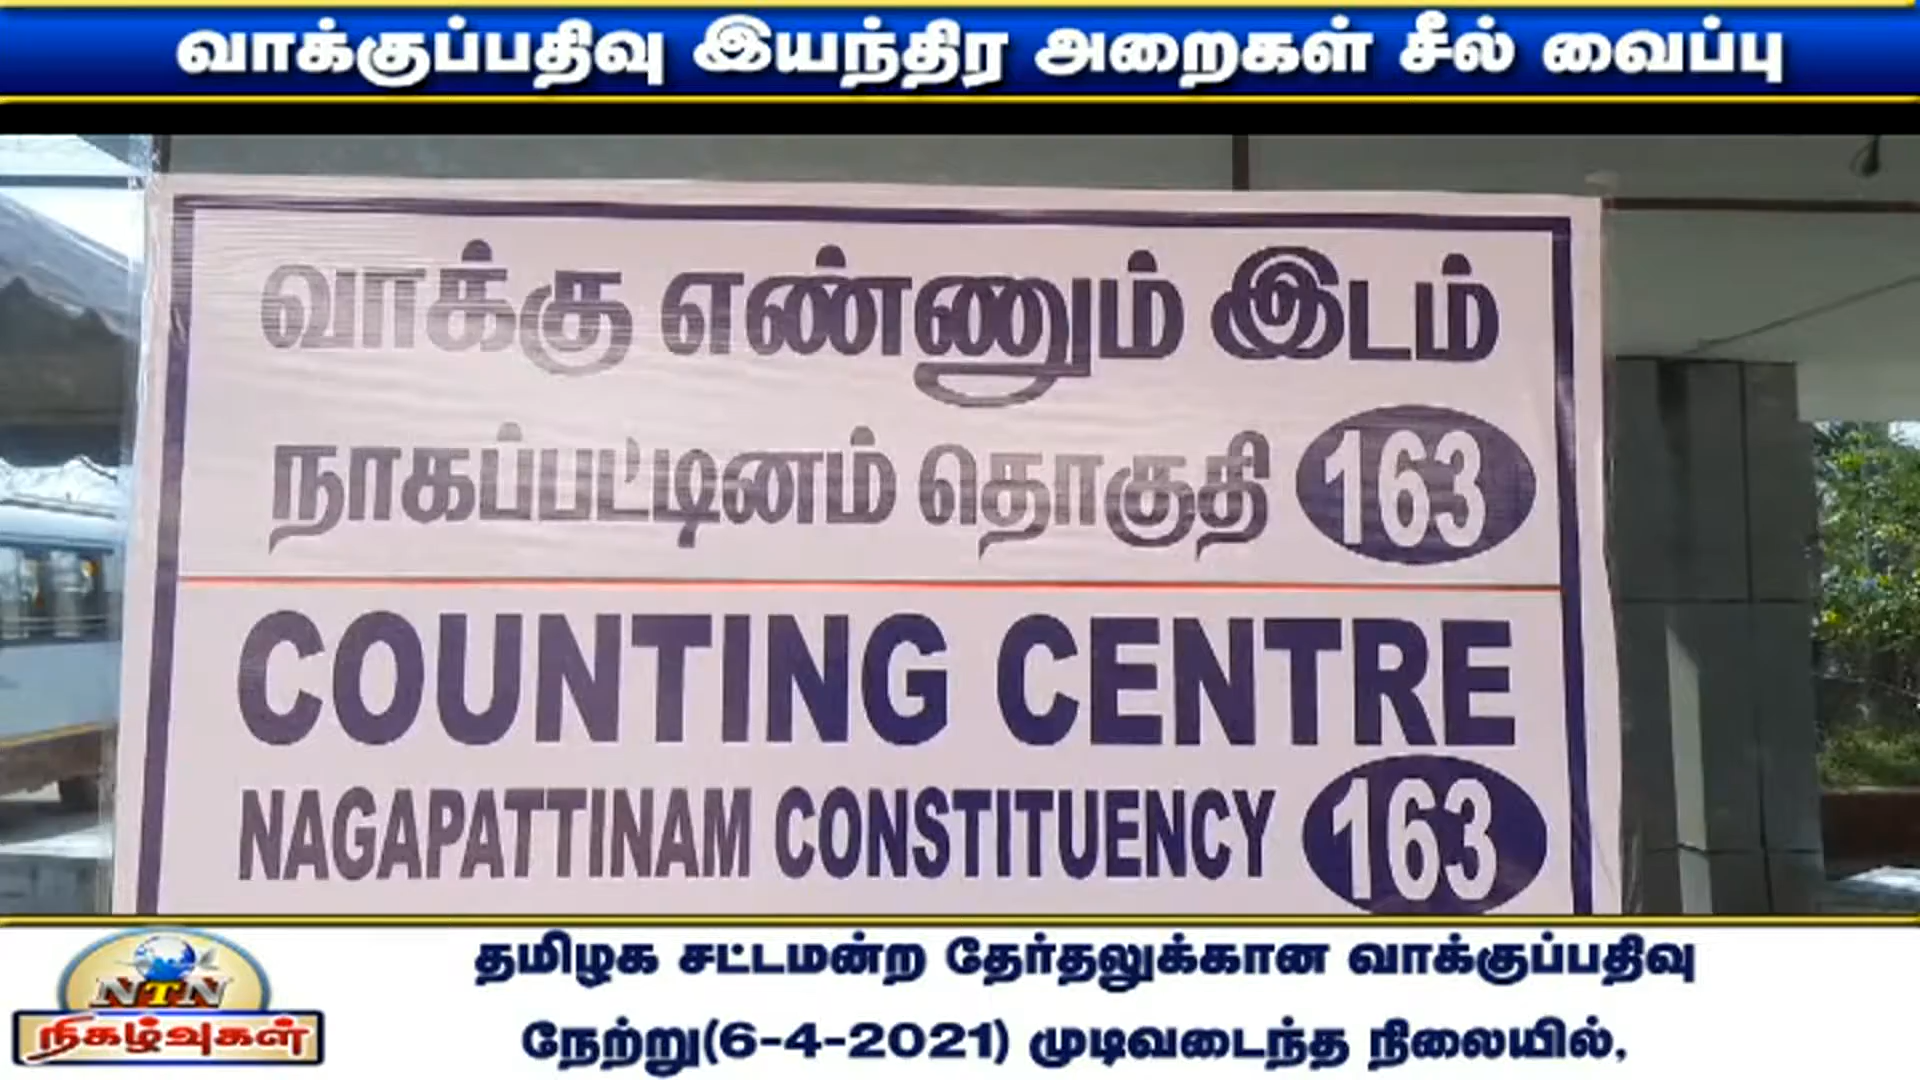 வாக்குப்பதிவு இயந்திர அறைகள் சீல் வைப்பு
வாக்கு எண்ணும் இடம்
நாகப்பட்டினம் தொகுதி 163
COUNTING CENTRE
NAGAPATTINAM CONSTITUENCY 163
NTN
நிகழ்வுகள்
தமிழக சட்டமன்ற தேர்தலுக்கான வாக்குப்பதிவு
நேற்று(6-4-2021) முடிவடைந்த நிலையில்,